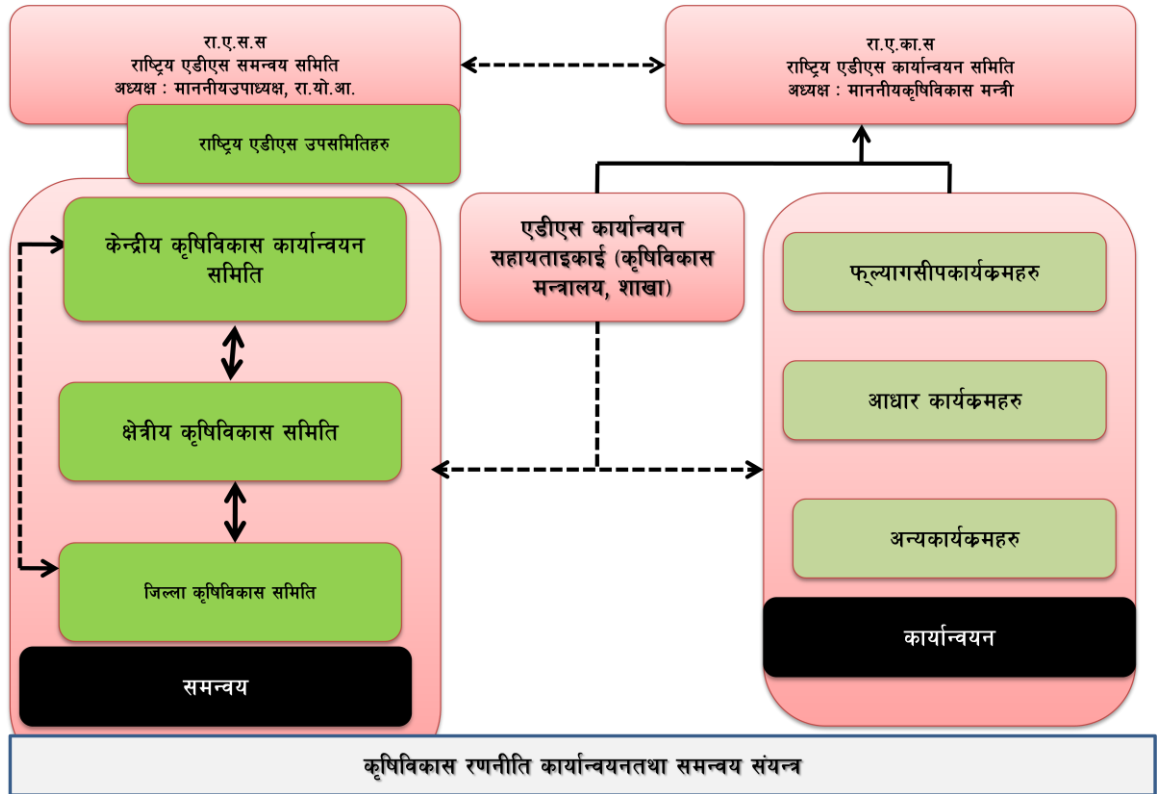 रा.ए.स.स
राष्ट्रिय एडीएस समन्वय समिति
अध्यक्ष : माननीयउपाध्यक्ष, रा.यो.आ.
राष्ट्रिय एडीएस उपसमितिहरु
रा.ए.का.स
राष्ट्रिय एडीएस कार्यान्वयन समिति
अध्यक्ष : माननीयकृषिविकास मन्त्री
केन्द्रीय कृषिविकास कार्यान्वयन
समिति
क्षेत्रीय कृषिविकास समिति
जिल्ला कृषिविकास समिति
समन्वय
एडीएस कार्यान्वयन
सहायताइकाई (कृषिविकास
मन्त्रालय, शाखा)
फ्ल्यागसीपकार्यक्रमहरु
आधार कार्यक्रमहरु
अन्यकार्यक्रमहरु
कार्यान्वयन
कृषिविकास रणनीति कार्यान्वयनतथा समन्वय संयन्त्र